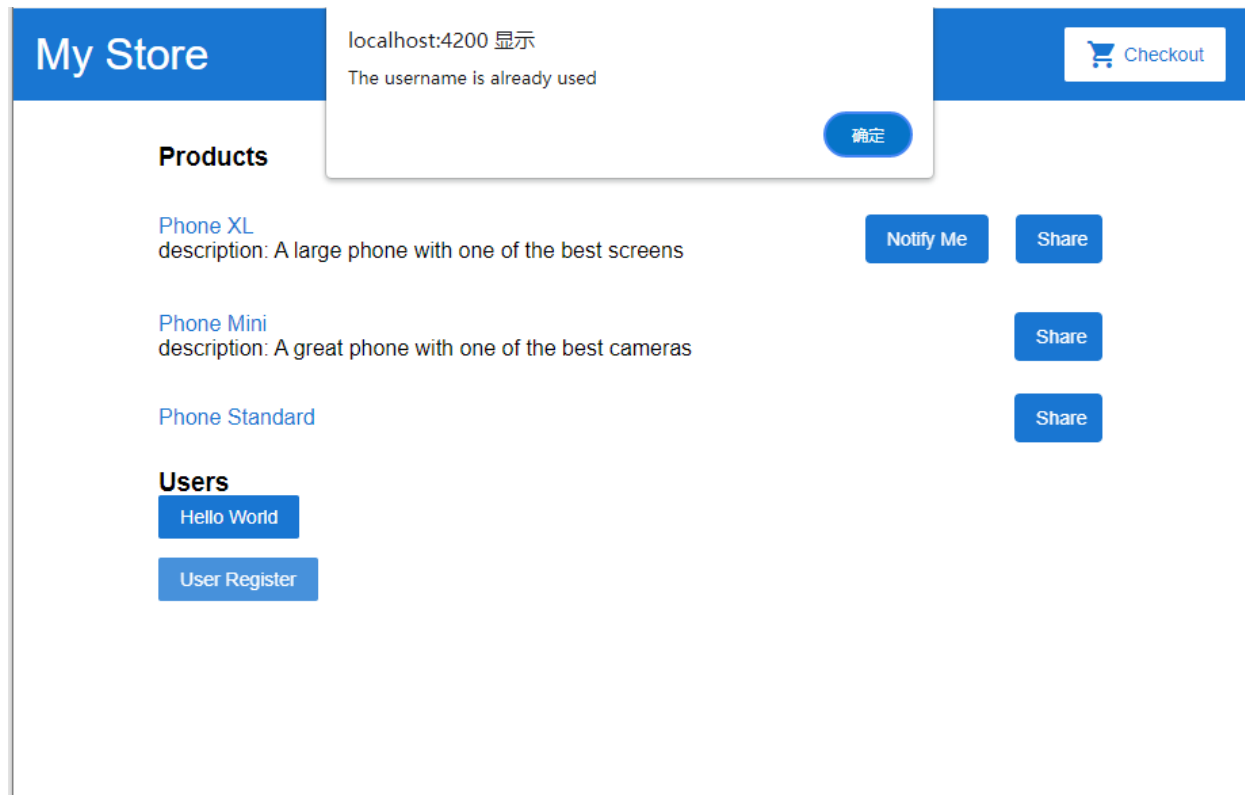 My Store
localhost:4200 显示
The username is already used
确定
Checkout
Products
Phone XL
description: A large phone with one of the best screens
Notify Me
Share
Phone Mini
description: A great phone with one of the best cameras
Share
Phone Standard
Share
Users
Hello World
User Register